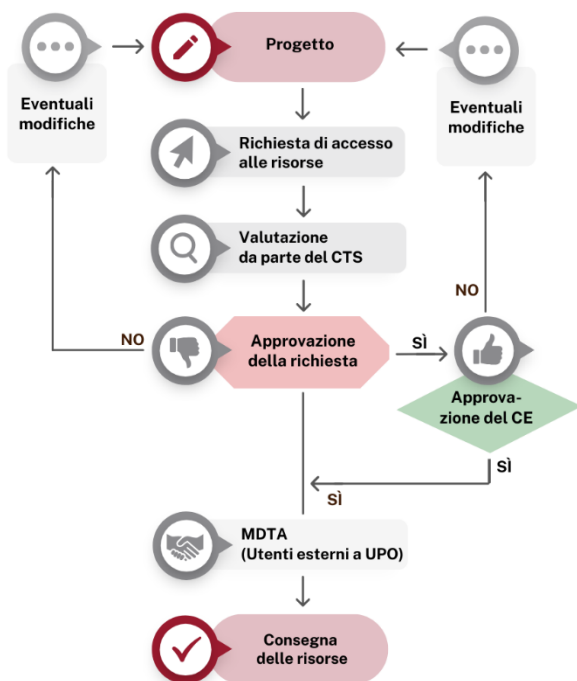 Progetto
Eventuali
modifiche
Eventuali
modifiche
Richiesta di accesso
alle risorse
Valutazione
da parte del CTS
NO
NO
Approvazione
della richiesta
SÌ
Approva-
zione del CE
SÌ
SÌ
MDTA
(Utenti esterni a UPO)
Consegna
delle risorse